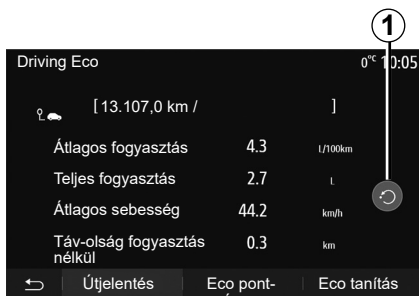 1
Driving Eco 0°C 10:05
[ 13.107,0 km / ]
Átlagos fogyasztás 4.3 L/100km
Teljes fogyasztás 2.7 L
Átlagos sebesség 44.2 km/h
Táv-olság fogyasztás 0.3 km
nélkül
Útjelentés Eco pont- Eco tanítás